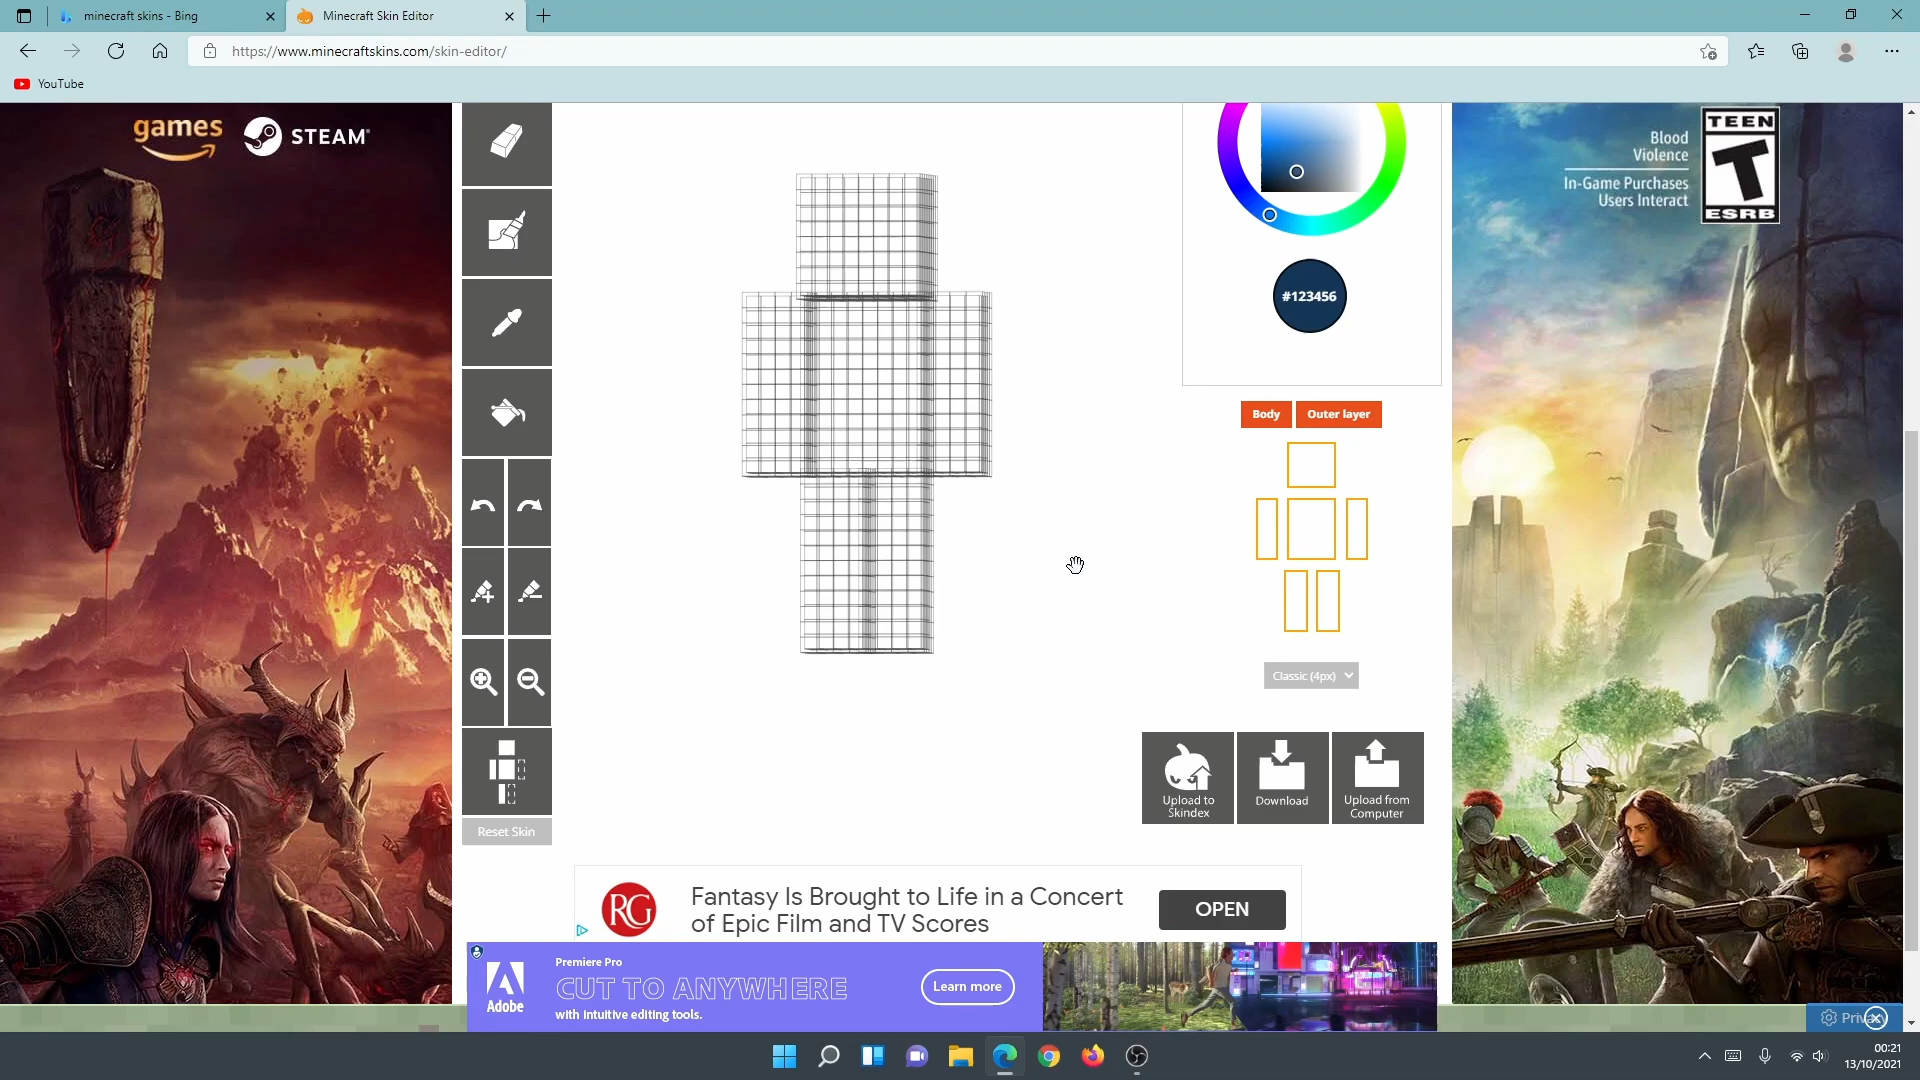 minecraft skins - Bing
Minecraft Skin Editor
https://www.minecraftskins.com/skin-editor/
YouTube
games
STEAM
Blood
Violence
In-Game Purchases
Users Interact
TEEN
T
ESRB
#123456
Body
Outer layer
Classic (4px)
Upload to
Skindex
Download
Upload from
Computer
Reset Skin
RG
Fantasy Is Brought to Life in a Concert
of Epic Film and TV Scores
OPEN
Adobe
Premiere Pro
CUT TO ANYWHERE
with intuitive editing tools.
Learn more
00:21
13/10/2021